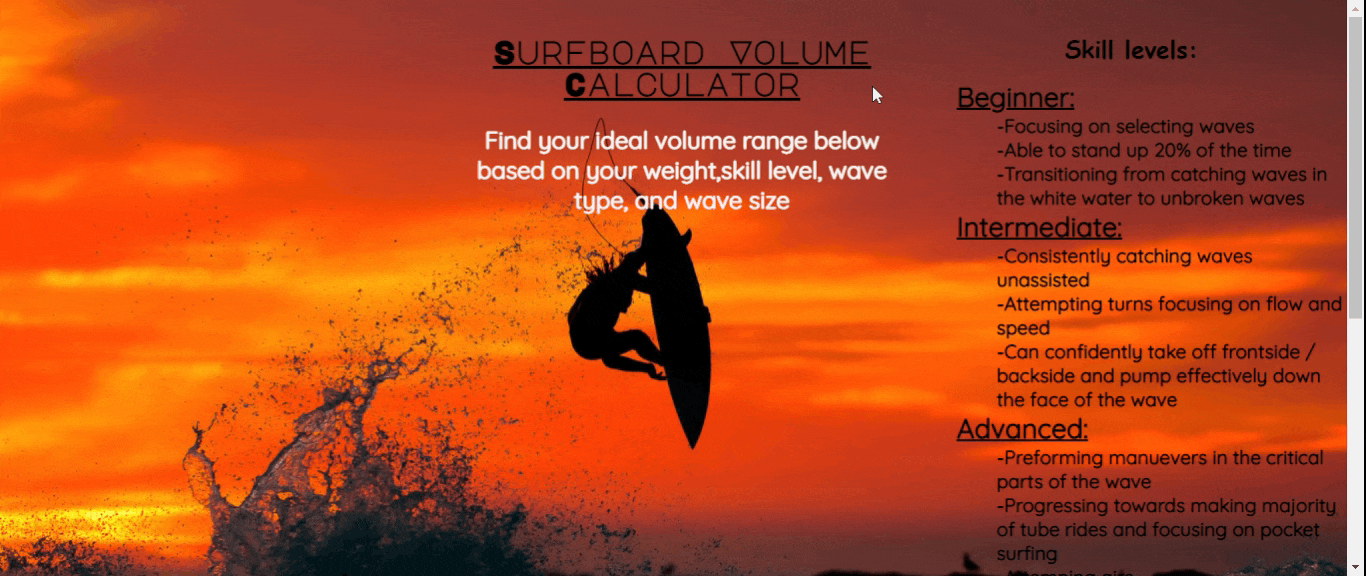 Surfboard Volume
Calculator
Find your ideal volume range below
based on your weight,skill level, wave
type, and wave size
Skill levels:
Beginner:
-Focusing on selecting waves
-Able to stand up 20% of the time
-Transitioning from catching waves in
the white water to unbroken waves
Intermediate:
-Consistently catching waves
unassisted
-Attempting turns focusing on flow and
speed
-Can confidently take off frontside /
backside and pump effectively down
the face of the wave
Advanced:
-Preforming manuevers in the critical
parts of the wave
-Progressing towards making majority
of tube rides and focusing on pocket
surfing